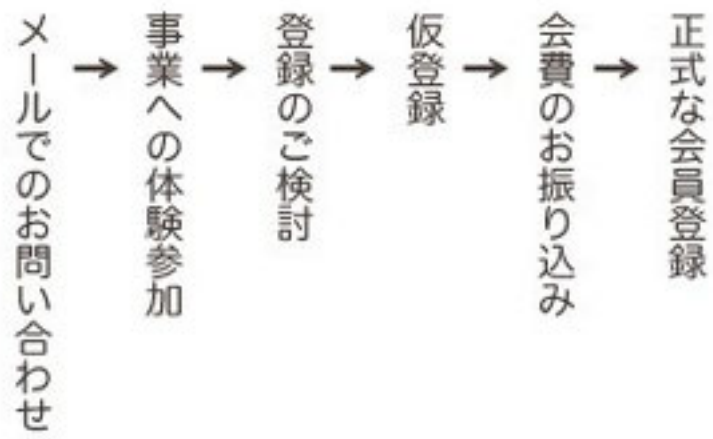 メールでのお問い合わせ
→
事業への体験参加
→
登録のご検討
→
仮登録
→
会費のお振り込み
→
正式な会員登録